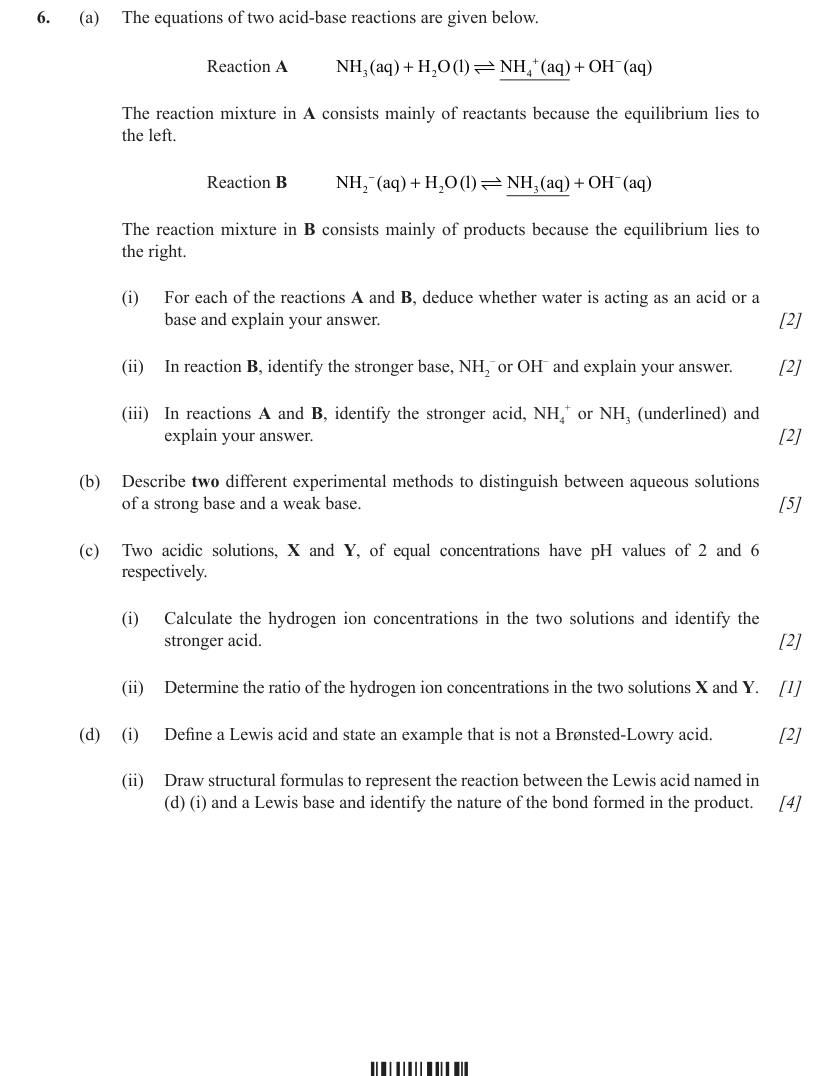 6. (a) The equations of two acid-base reactions are given below.
Reaction A NH₃(aq) + H₂O(l) ⇌ NH₄⁺(aq) + OH⁻(aq)
The reaction mixture in A consists mainly of reactants because the equilibrium lies to
the left.
Reaction B NH₂⁻(aq) + H₂O(l) ⇌ NH₃(aq) + OH⁻(aq)
The reaction mixture in B consists mainly of products because the equilibrium lies to
the right.
(i) For each of the reactions A and B, deduce whether water is acting as an acid or a
base and explain your answer. [2]
(ii) In reaction B, identify the stronger base, NH₂⁻ or OH⁻ and explain your answer. [2]
(iii) In reactions A and B, identify the stronger acid, NH₄⁺ or NH₃ (underlined) and
explain your answer. [2]
(b) Describe two different experimental methods to distinguish between aqueous solutions
of a strong base and a weak base. [5]
(c) Two acidic solutions, X and Y, of equal concentrations have pH values of 2 and 6
respectively.
(i) Calculate the hydrogen ion concentrations in the two solutions and identify the
stronger acid. [2]
(ii) Determine the ratio of the hydrogen ion concentrations in the two solutions X and Y. [1]
(d) (i) Define a Lewis acid and state an example that is not a Brønsted-Lowry acid. [2]
(ii) Draw structural formulas to represent the reaction between the Lewis acid named in
(d) (i) and a Lewis base and identify the nature of the bond formed in the product. [4]